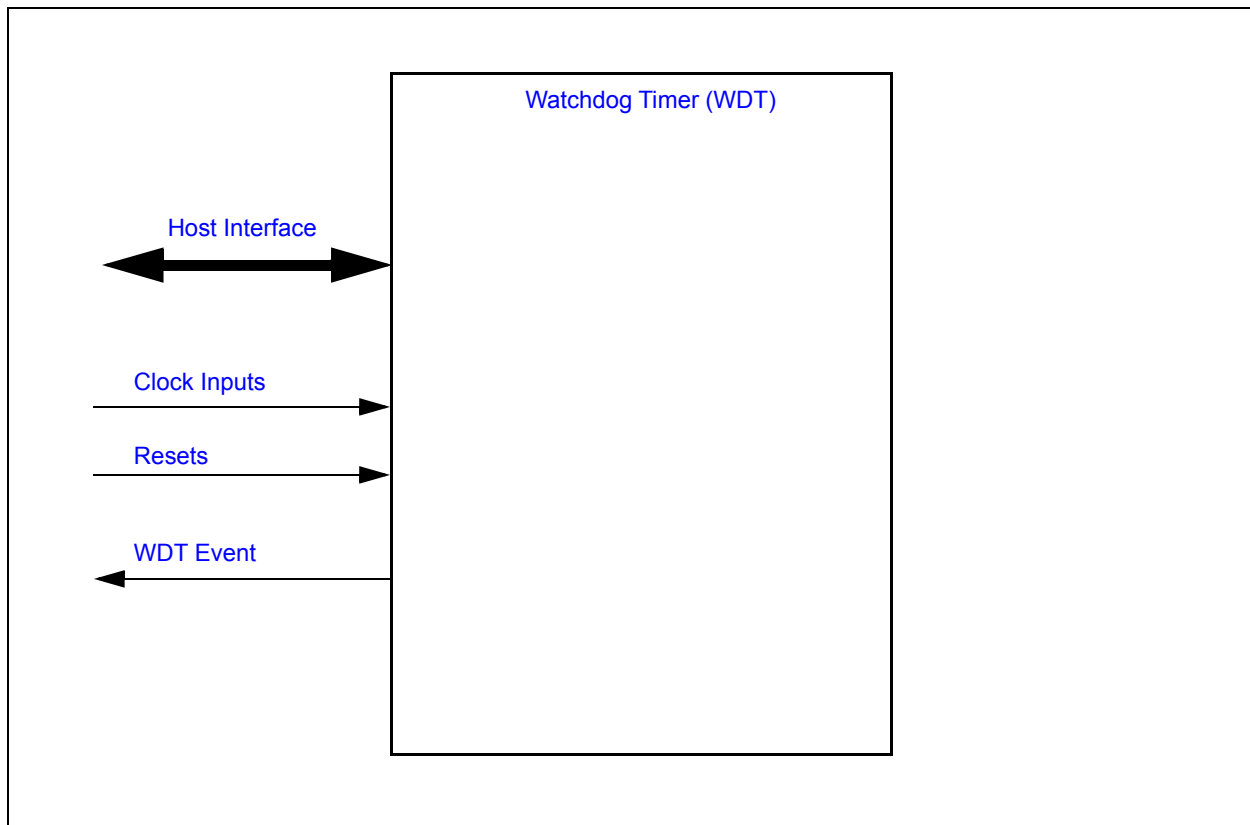 Watchdog Timer (WDT)
Host Interface
Clock Inputs
Resets
WDT Event